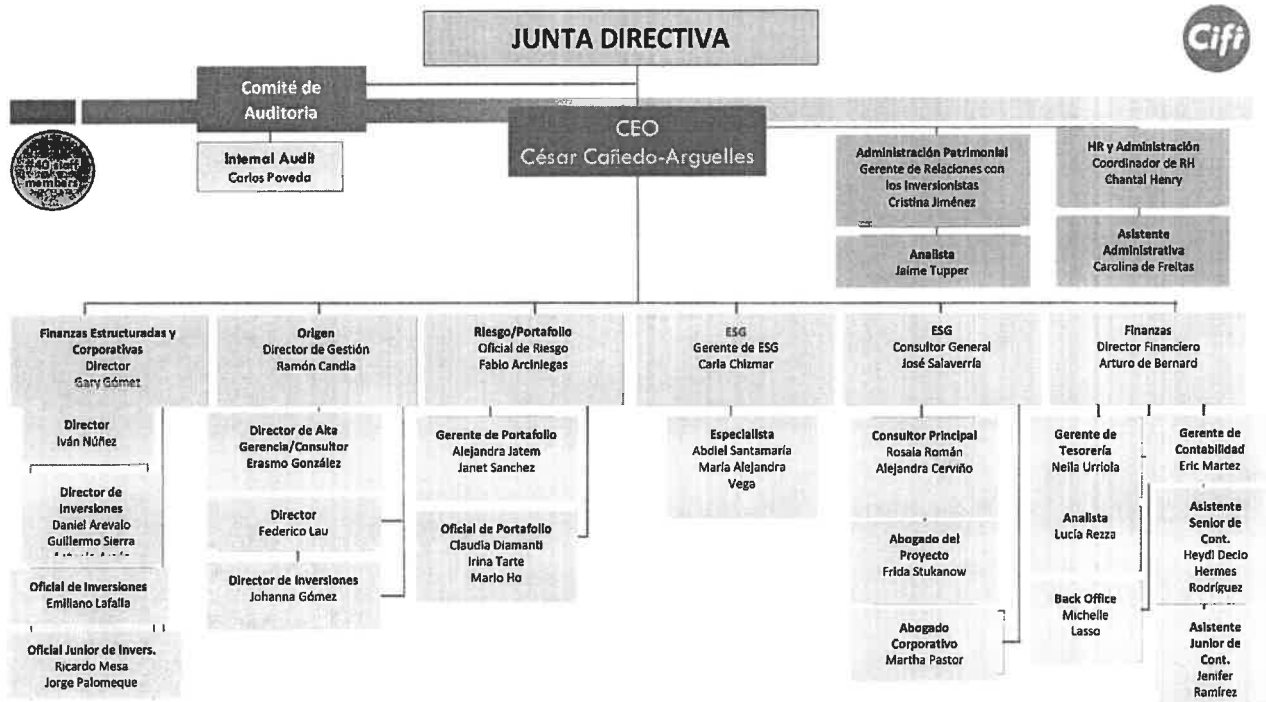 JUNTA DIRECTIVA
Cifi
Comité de
Auditoria
Internal Audit
Carlos Poveda
#40 staff
members
CEO
César Cañedo-Arguelles
Administración Patrimonial
Gerente de Relaciones con
los Inversionistas
Cristina Jiménez
Analista
Jaime Tupper
HR y Administración
Coordinador de RH
Chantal Henry
Asistente
Administrativa
Carolina de Freitas
Finanzas Estructuradas y
Corporativas
Director
Gary Gómez
Director
Iván Núñez
Director de
Inversiones
Daniel Arevalo
Guillermo Sierra
Oficial de Inversiones
Emiliano Lafalla
Oficial Junior de Invers.
Ricardo Mesa
Jorge Palomeque
Origen
Director de Gestión
Ramón Candia
Director de Alta
Gerencia/Consultor
Erasmo González
Director
Federico Lau
Director de Inversiones
Johanna Gómez
Riesgo/Portafolio
Oficial de Riesgo
Fabio Arciniegas
Gerente de Portafolio
Alejandra Jatem
Janet Sanchez
Oficial de Portafolio
Claudia Diamanti
Irina Tarte
Mario Ho
ESG
Gerente de ESG
Carla Chizmar
Especialista
Abdiel Santamaría
María Alejandra
Vega
ESG
Consultor General
José Salaverría
Consultor Principal
Rosaia Román
Alejandra Cerviño
Abogado del
Proyecto
Frida Stukanow
Abogado
Corporativo
Martha Pastor
Finanzas
Director Financiero
Arturo de Bernard
Gerente de
Tesorería
Neila Urriola
Analista
Lucía Rezza
Back Office
Michelle
Lasso
Gerente de
Contabilidad
Eric Martez
Asistente
Senior de
Cont.
Heydi Decio
Hermes
Rodríguez
Asistente
Junior de
Cont.
Jenifer
Ramírez